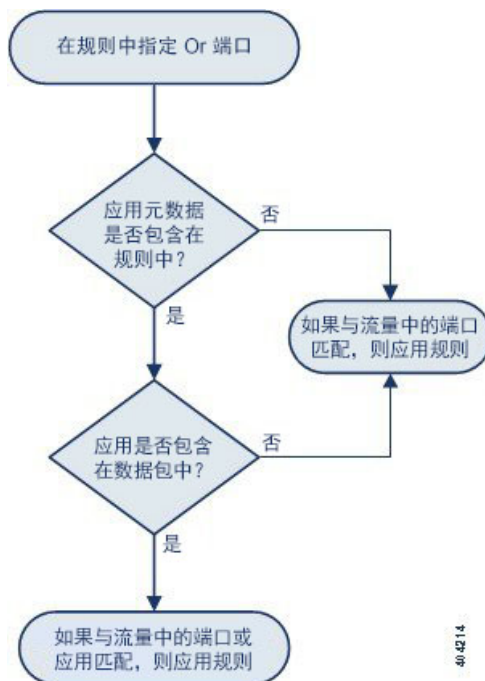 在规则中指定 Or 端口
应用元数据
是否包含在
规则中？
否
是
如果与流量中的端口
匹配，则应用规则
应用是否包含
在数据包中？
否
是
如果与流量中的端口或
应用匹配，则应用规则
404214